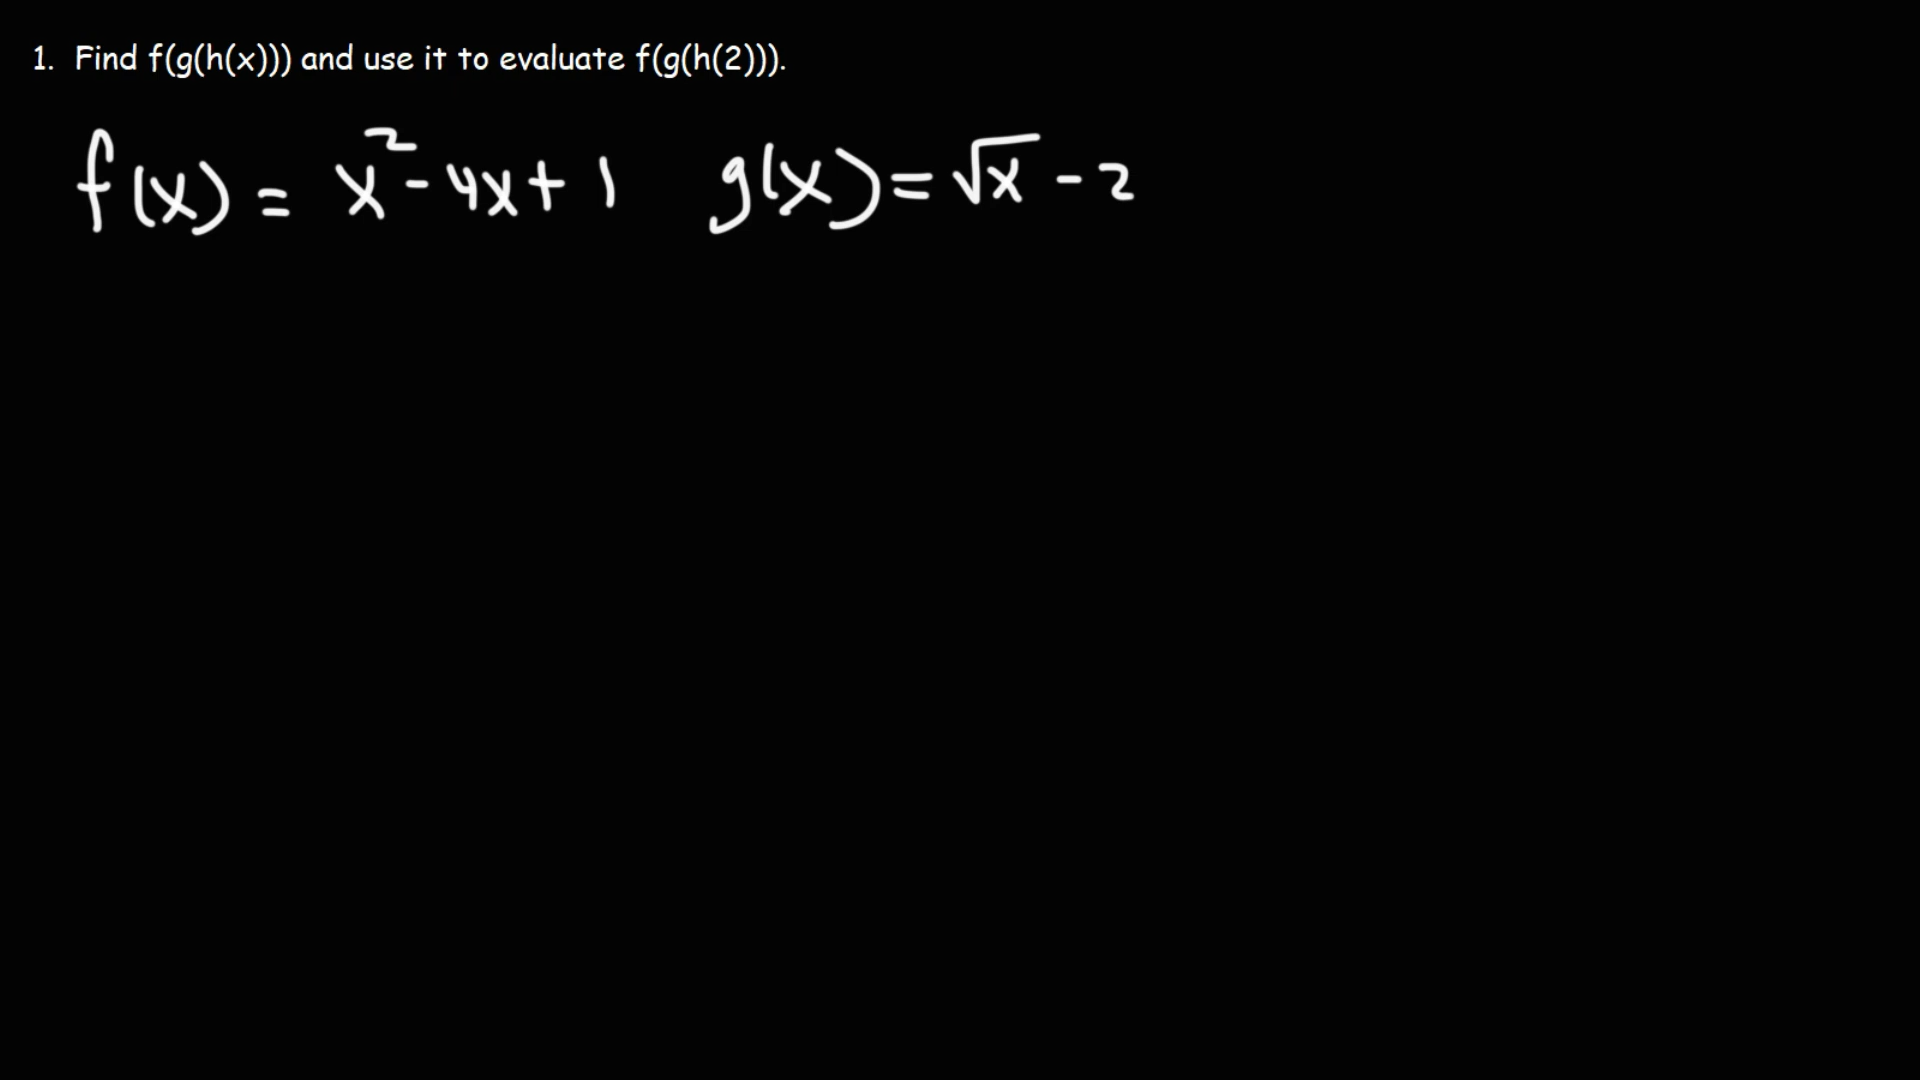 1. Find f(g(h(x))) and use it to evaluate f(g(h(2))).
f(x) = x² - 4x + 1 g(x) = √x - 2